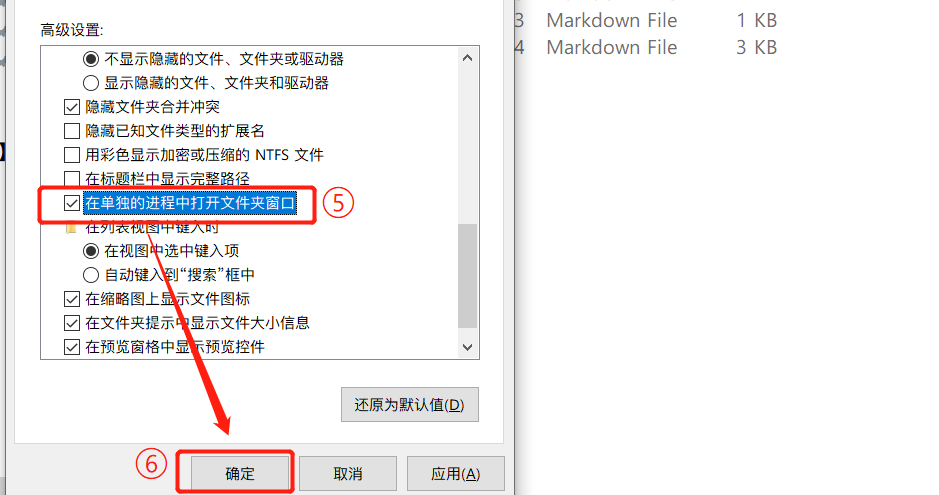 3 Markdown File 1 KB
4 Markdown File 3 KB
高级设置:
不显示隐藏的文件、文件夹或驱动器
显示隐藏的文件、文件夹和驱动器
隐藏文件夹合并冲突
隐藏已知文件类型的扩展名
用彩色显示加密或压缩的 NTFS 文件
在标题栏中显示完整路径
在单独的进程中打开文件夹窗口 ⑤
在列表视图中键入时
在视图中选中键入项
自动键入到“搜索”框中
在缩略图上显示文件图标
在文件夹提示中显示文件大小信息
在预览窗格中显示预览控件
还原为默认值(D)
⑥ 确定 取消 应用(A)